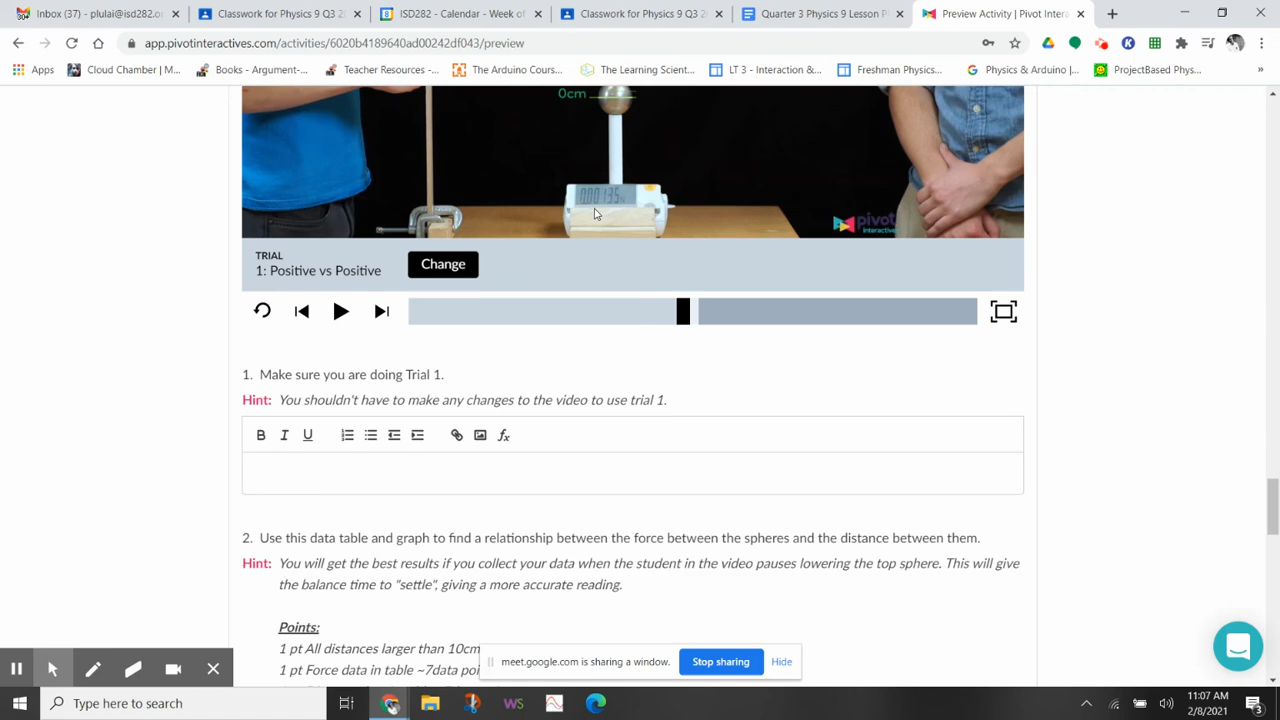 Inbox (37) - plulai@isd282.or
Classwork for Physics 9 Q3 2
ISD282 - Calendar - Week of
Classwork for Physics 9 Q3 2
Quarter 3 Physics 9 Lesson P
Preview Activity | Pivot Intera
app.pivotinteractives.com/activities/6020b4189640ad00242df043/preview
Apps
Cloud Chamber | M...
Books - Argument-...
Teacher Resources -...
The Arduino Cours...
The Learning Scient...
LT 3 - Interaction &...
Freshman Physics...
Physics & Arduino |...
ProjectBased Phys...
»
0cm
0.00135
pivot
interactives
TRIAL
1: Positive vs Positive
Change
1. Make sure you are doing Trial 1.
Hint: You shouldn't have to make any changes to the video to use trial 1.
B I U
fx
2. Use this data table and graph to find a relationship between the force between the spheres and the distance between them.
Hint: You will get the best results if you collect your data when the student in the video pauses lowering the top sphere. This will give
the balance time to "settle", giving a more accurate reading.
Points:
1 pt All distances larger than 10cm
1 pt Force data in table ~7data poi
meet.google.com is sharing a window.
Stop sharing
Hide
Type here to search
WS
11:07 AM
2/8/2021
3